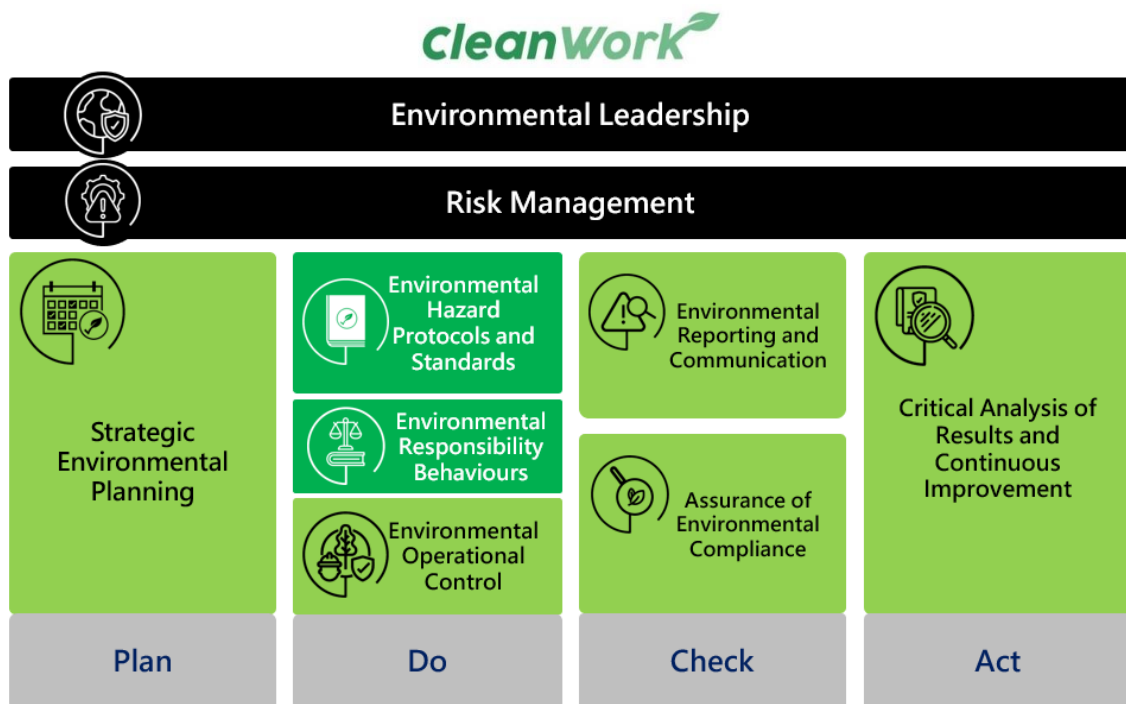 CleanWork
Environmental Leadership
Risk Management
Strategic
Environmental
Planning
Environmental
Hazard
Protocols and
Standards
Environmental
Responsibility
Behaviours
Environmental
Operational
Control
Environmental
Reporting and
Communication
Assurance of
Environmental
Compliance
Critical Analysis of
Results and
Continuous
Improvement
Plan
Do
Check
Act